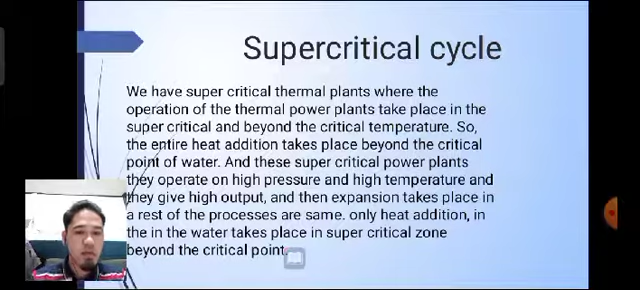 Supercritical cycle
We have super critical thermal plants where the
operation of the thermal power plants take place in the
super critical and beyond the critical temperature. So,
the entire heat addition takes place beyond the critical
point of water. And these super critical power plants
they operate on high pressure and high temperature and
they give high output, and then expansion takes place in
a rest of the processes are same. only heat addition, in
the in the water takes place in super critical zone
beyond the critical point.